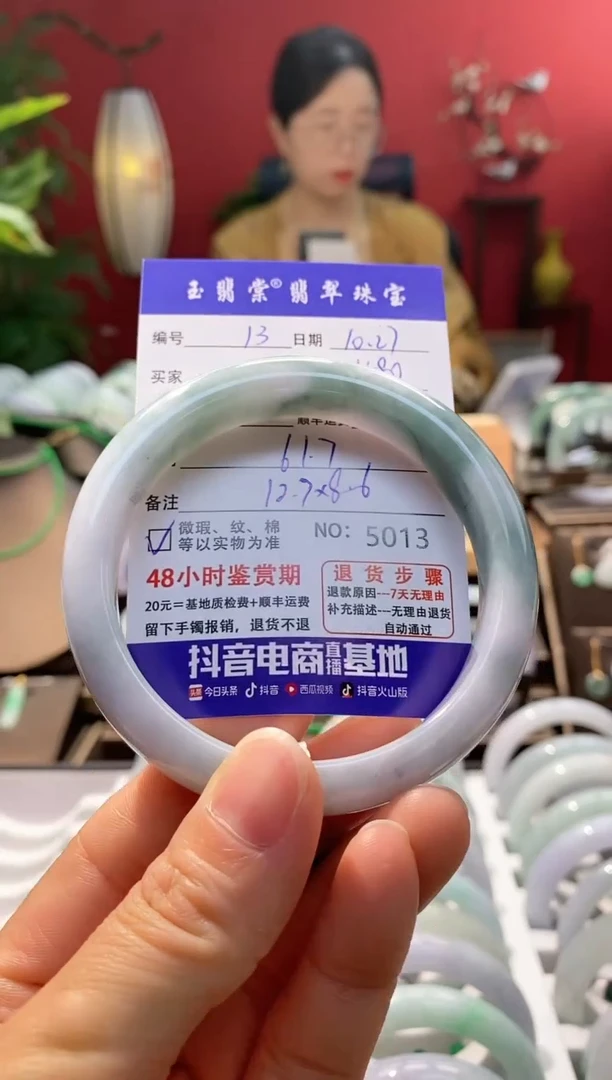 玉翡棠®翡翠珠宝
编号 13 日期 10.27
买家
61.7
备注 12.7×8.6
微瑕、纹、棉
等以实物为准
NO: 5013
48小时鉴赏期
20元=基地质检费+顺丰运费
留下手镯报销，退货不退
退货步骤
退款原因---7天无理由
补充描述---无理由退货
自动通过
抖音电商直播基地
头条 今日头条 抖音 西瓜视频 抖音火山版